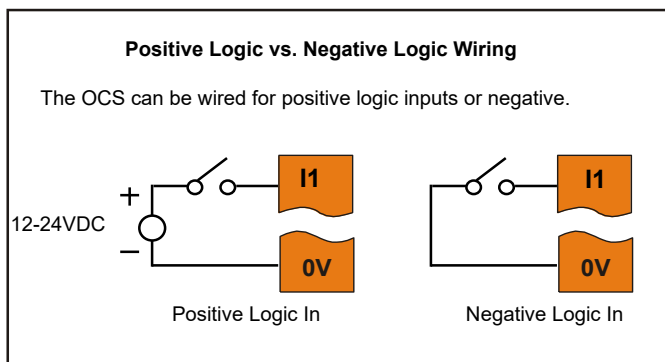 Positive Logic vs. Negative Logic Wiring
The OCS can be wired for positive logic inputs or negative.
+
12-24VDC
–
I1
0V
Positive Logic In
I1
0V
Negative Logic In